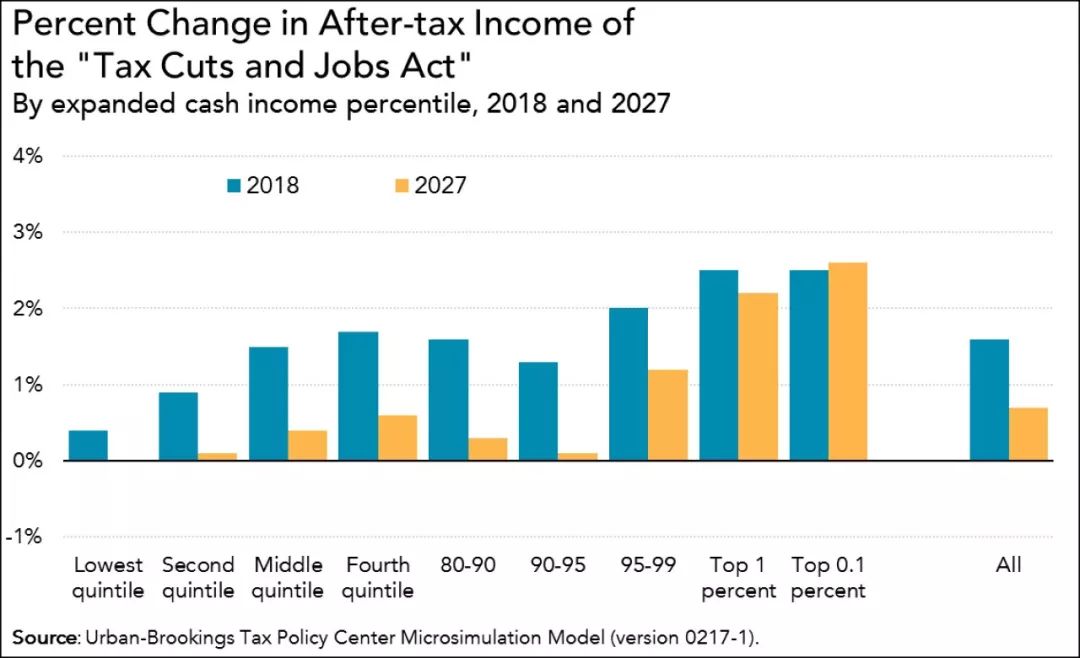 Percent Change in After-tax Income of
the "Tax Cuts and Jobs Act"
By expanded cash income percentile, 2018 and 2027
4%
2018
2027
3%
2%
1%
0%
-1%
Lowest
quintile
Second
quintile
Middle
quintile
Fourth
quintile
80-90
90-95
95-99
Top 1
percent
Top 0.1
percent
All
Source: Urban-Brookings Tax Policy Center Microsimulation Model (version 0217-1).